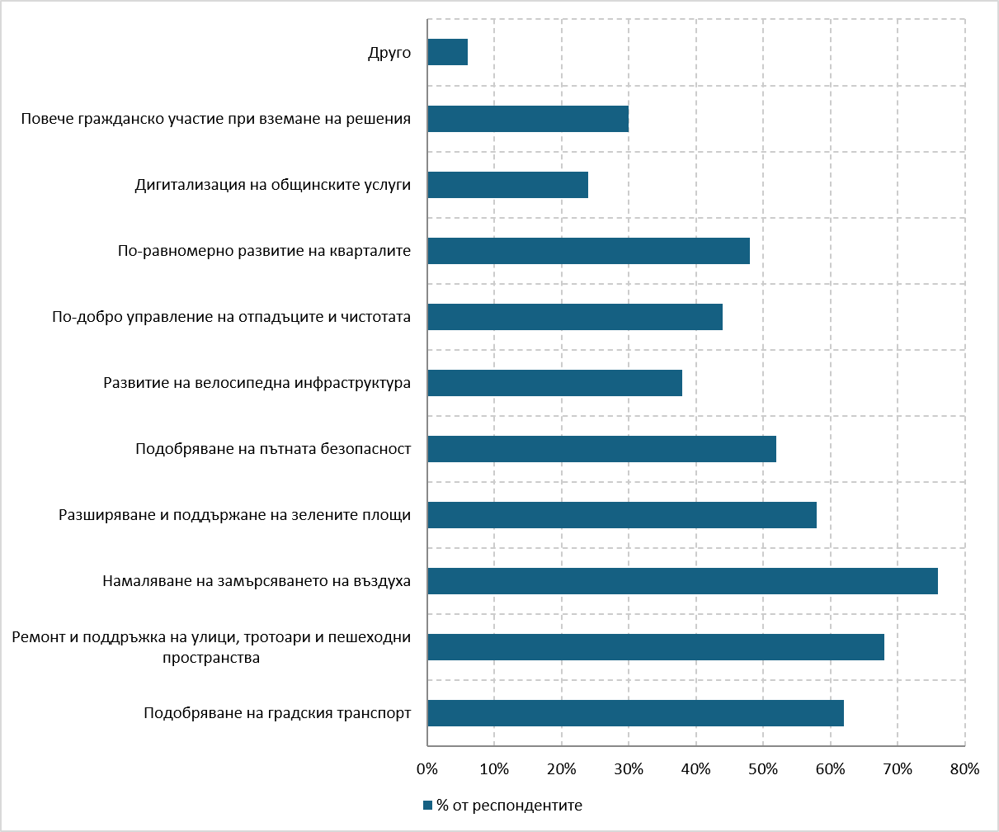 Друго
Повече гражданско участие при вземане на решения
Дигитализация на общинските услуги
По-равномерно развитие на кварталите
По-добро управление на отпадъците и чистотата
Развитие на велосипедна инфраструктура
Подобряване на пътната безопасност
Разширяване и поддържане на зелените площи
Намаляване на замърсяването на въздуха
Ремонт и поддръжка на улици, тротоари и пешеходни
пространства
Подобряване на градския транспорт
0% 10% 20% 30% 40% 50% 60% 70% 80%
% от респондентите